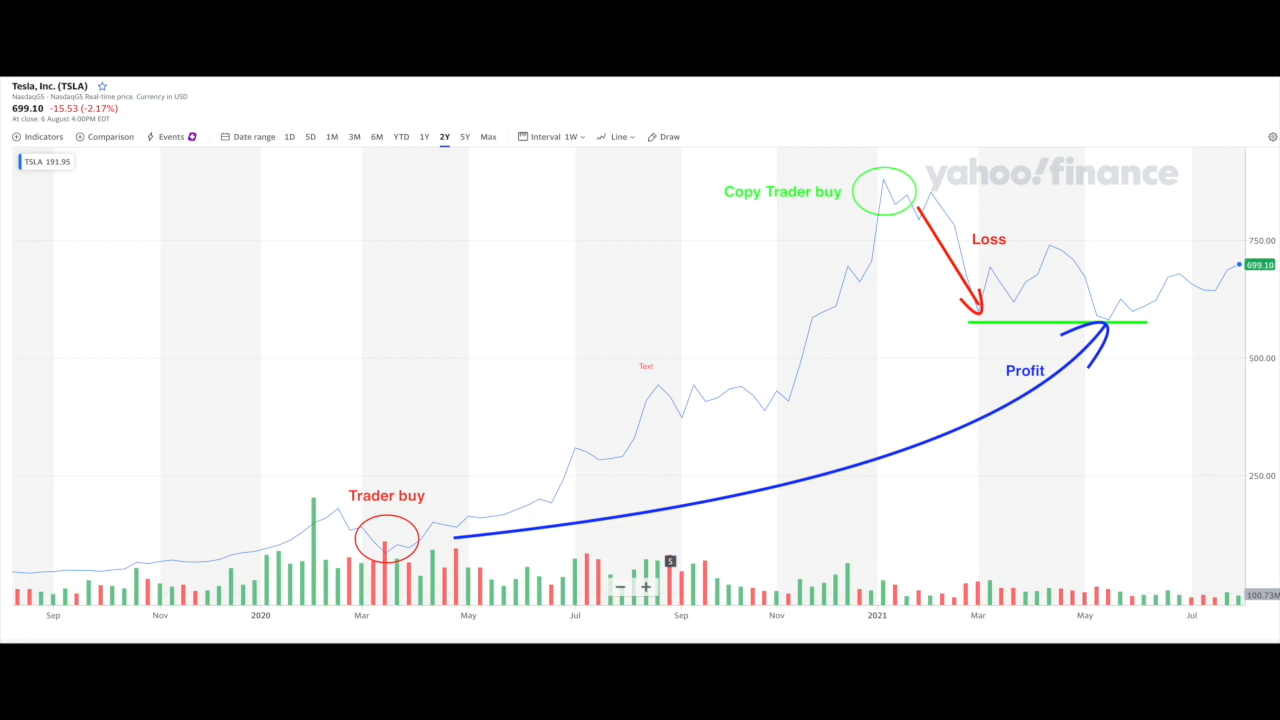 Tesla, Inc. (TSLA)
NasdaqGS - NasdaqGS Real-time price. Currency in USD
699.10 -15.53 (-2.17%)
At close: 6 August 4:00PM EDT
Indicators Comparison Events Date range 1D 5D 1M 3M 6M YTD 1Y 2Y 5Y Max Interval 1W Line Draw
TSLA 191.95
yahoo!finance
Copy Trader buy
Loss
750.00
699.10
500.00
Text
Profit
250.00
Trader buy
S
− +
100.73M
Sep Nov 2020 Mar May Jul Sep Nov 2021 Mar May Jul